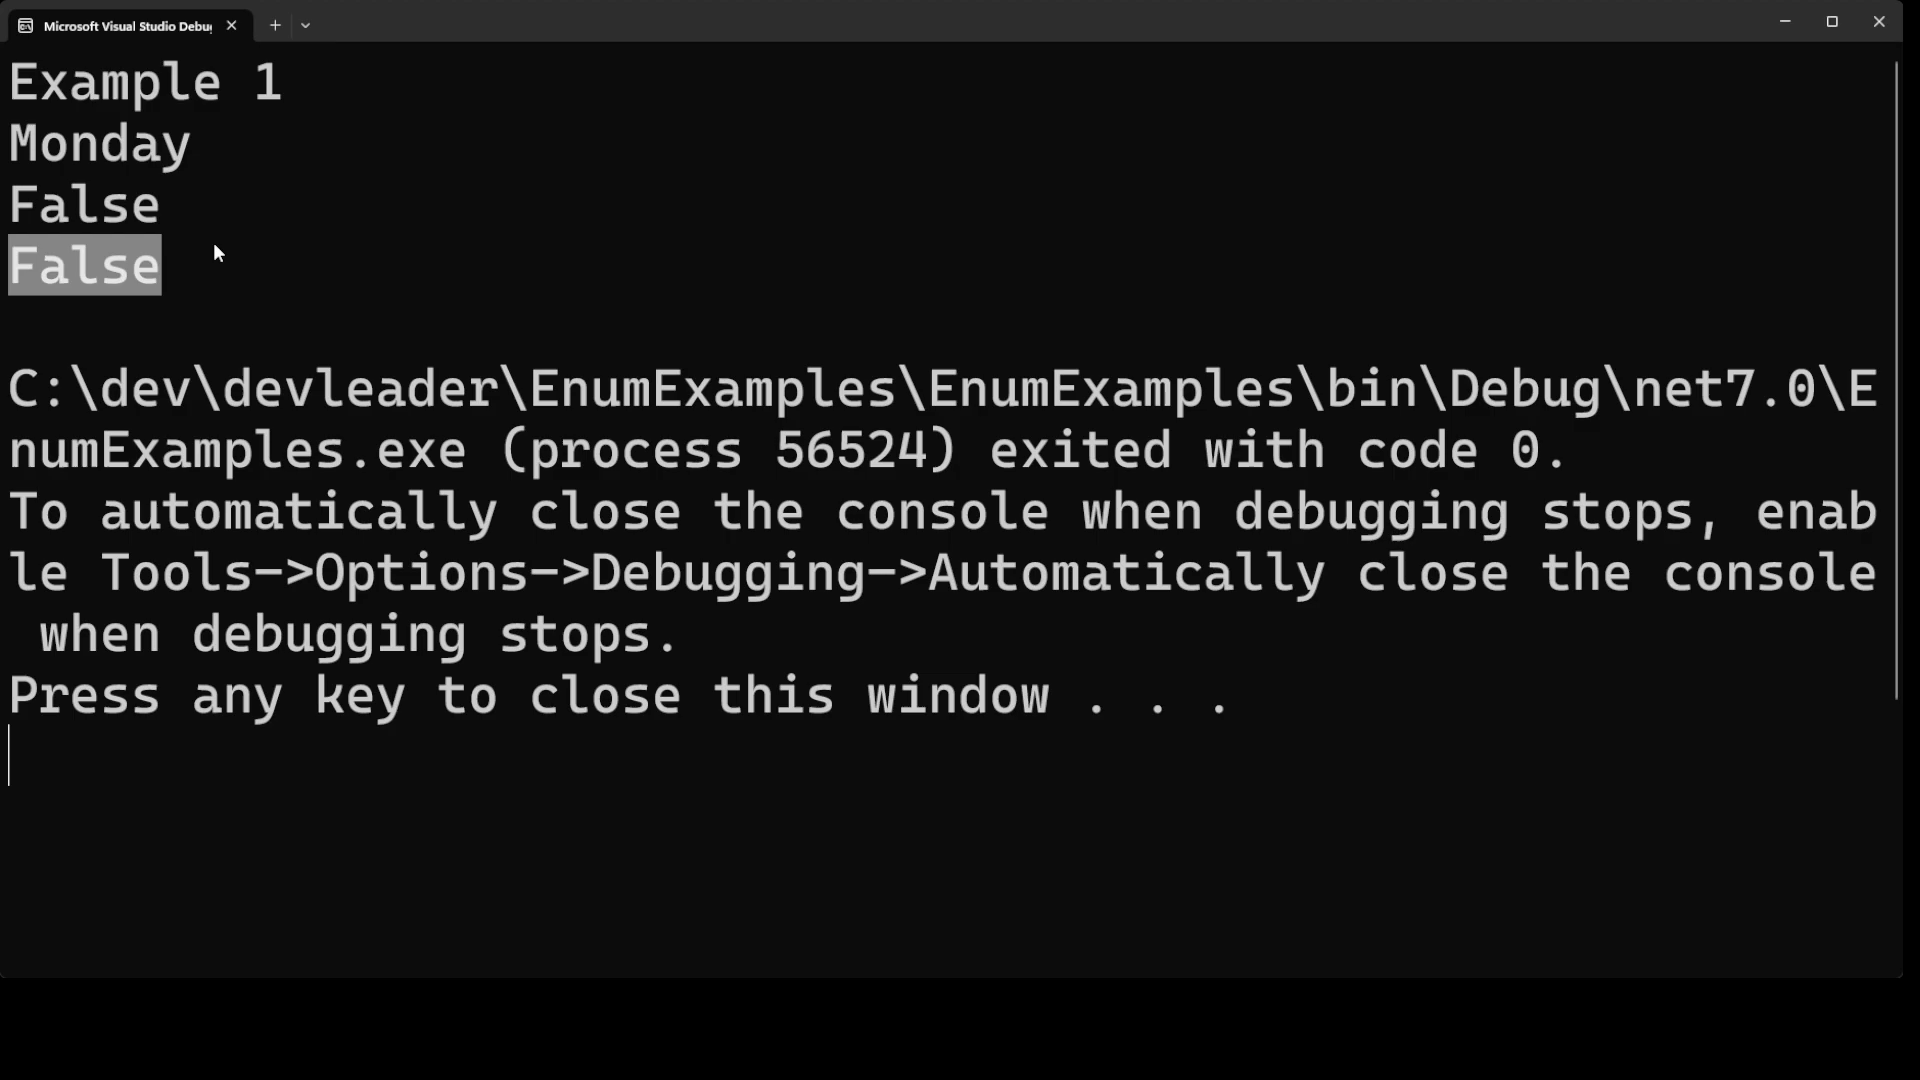 Microsoft Visual Studio Debu
Example 1
Monday
False
False
C:\dev\devleader\EnumExamples\EnumExamples\bin\Debug\net7.0\E
numExamples.exe (process 56524) exited with code 0.
To automatically close the console when debugging stops, enab
le Tools->Options->Debugging->Automatically close the console
 when debugging stops.
Press any key to close this window . . .